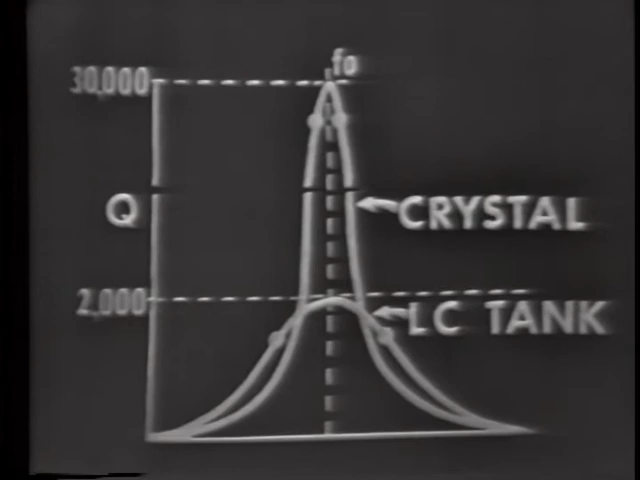 fo
30,000
Q
CRYSTAL
2,000
LC TANK